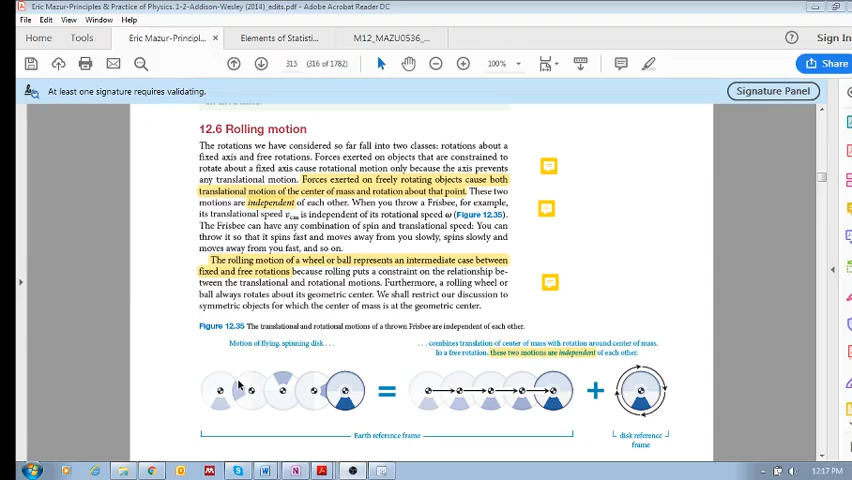 Eric Mazur-Principles & Practice of Physics. 1-2-Addison-Wesley (2014)_edits.pdf - Adobe Acrobat Reader DC
File Edit View Window Help
Home Tools Eric Mazur-Principl... × Elements of Statisti... M12_MAZU0536_... Sign In
315 (316 of 1782) 100% Share
At least one signature requires validating. Signature Panel
12.6 Rolling motion
The rotations we have considered so far fall into two classes: rotations about a
fixed axis and free rotations. Forces exerted on objects that are constrained to
rotate about a fixed axis cause rotational motion only because the axis prevents
any translational motion. Forces exerted on freely rotating objects cause both
translational motion of the center of mass and rotation about that point. These two
motions are independent of each other. When you throw a Frisbee, for example,
its translational speed vcm is independent of its rotational speed ω (Figure 12.35).
The Frisbee can have any combination of spin and translational speed: You can
throw it so that it spins fast and moves away from you slowly, spins slowly and
moves away from you fast, and so on.
The rolling motion of a wheel or ball represents an intermediate case between
fixed and free rotations because rolling puts a constraint on the relationship be-
tween the translational and rotational motions. Furthermore, a rolling wheel or
ball always rotates about its geometric center. We shall restrict our discussion to
symmetric objects for which the center of mass is at the geometric center.
Figure 12.35 The translational and rotational motions of a thrown Frisbee are independent of each other.
Motion of flying, spinning disk . . .
. . . combines translation of center of mass with rotation around center of mass.
In a free rotation, these two motions are independent of each other.
= +
Earth reference frame
disk reference
frame
12:17 PM